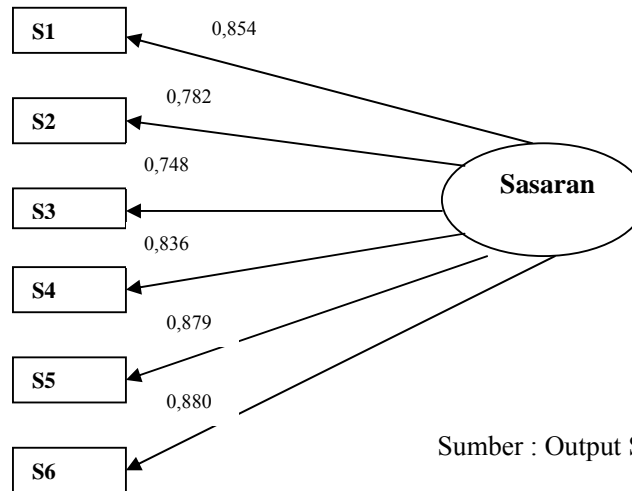 S1
0,854
S2
0,782
S3
0,748
Sasaran
S4
0,836
S5
0,879
S6
0,880
Sumber : Output S